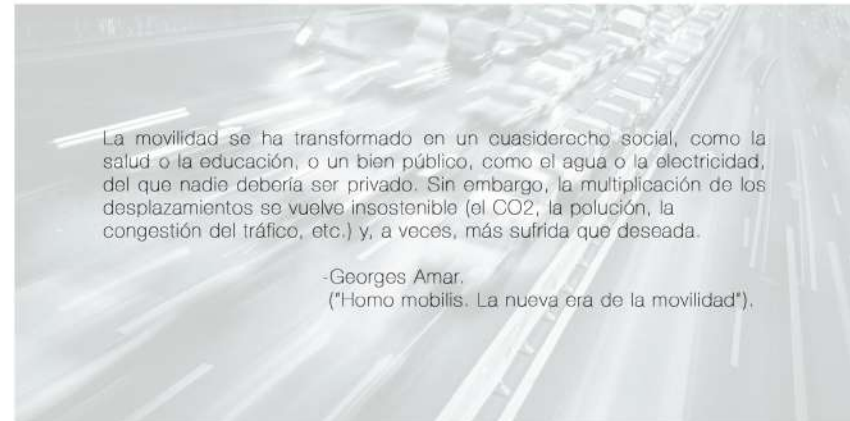 La movilidad se ha transformado en un cuasiderecho social, como la
salud o la educación, o un bien público, como el agua o la electricidad,
del que nadie debería ser privado. Sin embargo, la multiplicación de los
desplazamientos se vuelve insostenible (el CO2, la polución, la
congestión del tráfico, etc.) y, a veces, más sufrida que deseada.
-Georges Amar.
("Homo mobilis. La nueva era de la movilidad").